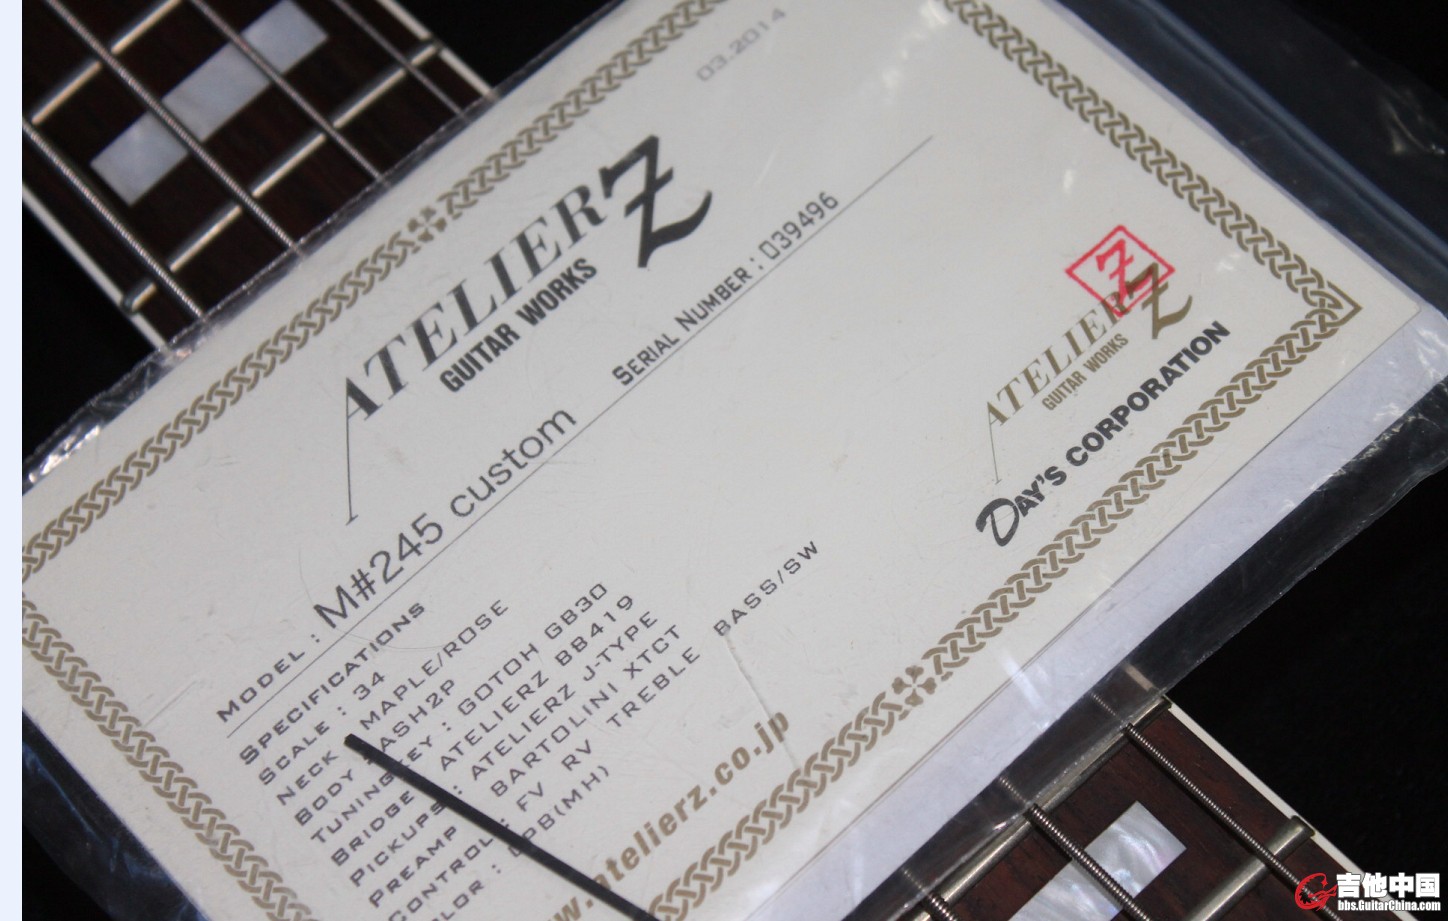 03.2014
ATELIER Z
GUITAR WORKS
MODEL : M#245 custom
SERIAL NUMBER : 039496
SPECIFICATIONS
SCALE : 34
NECK MAPLE/ROSE
BODY ASH2P
TUNING KEY : GOTOH GB30
BRIDGE ATELIERZ BB419
PICKUPS : ATELIERZ J-TYPE
PREAMP BARTOLINI XTCT
CONTROL : FV RV TREBLE BASS/SW
PB(MH)
.atelierz.co.jp
Z
ATELIER Z
GUITAR WORKS
DAY'S CORPORATION
吉他中国
bbs.GuitarChina.com